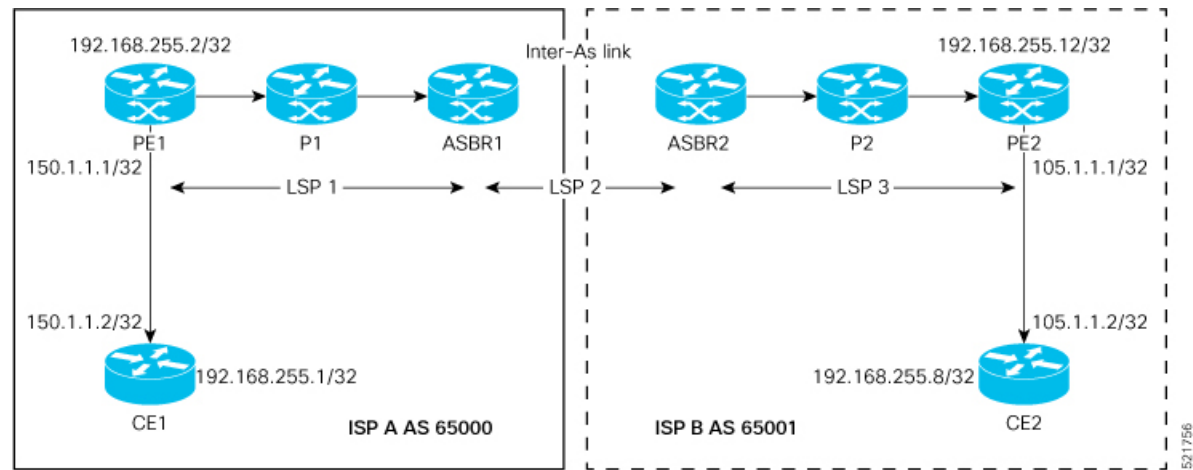 192.168.255.2/32
Inter-As link
192.168.255.12/32
PE1
P1
ASBR1
ASBR2
P2
PE2
150.1.1.1/32
105.1.1.1/32
LSP 1
LSP 2
LSP 3
150.1.1.2/32
105.1.1.2/32
192.168.255.1/32
192.168.255.8/32
CE1
ISP A AS 65000
ISP B AS 65001
CE2
521756